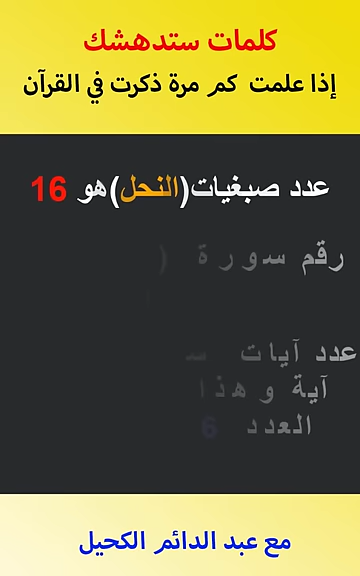 كلمات ستدهشك
إذا علمت كم مرة ذكرت في القرآن
عدد صبغيات(النحل)هو 16
رقم سورة (
عدد آيات
آية وهذا
العدد 6
مع عبد الدائم الكحيل